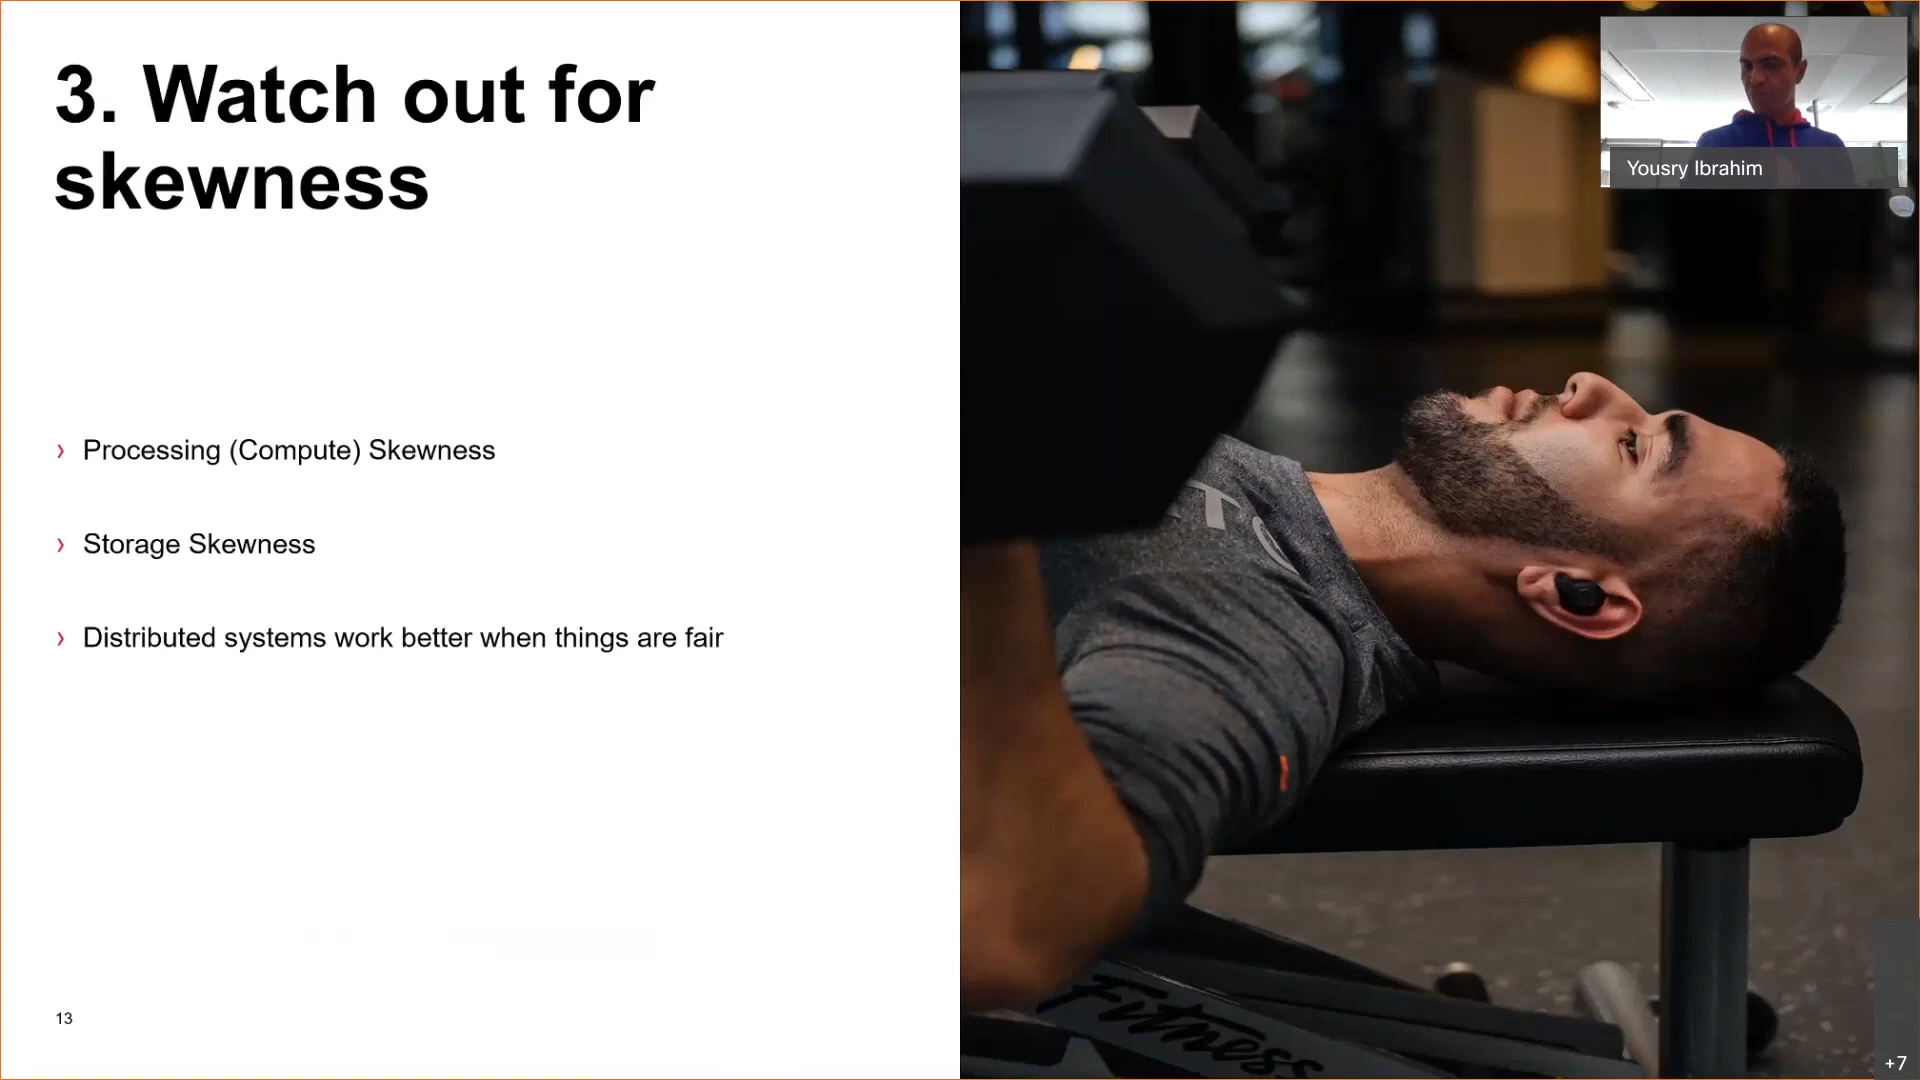 3. Watch out for
skewness
› Processing (Compute) Skewness
› Storage Skewness
› Distributed systems work better when things are fair
13
Yousry Ibrahim
Fitness
+7